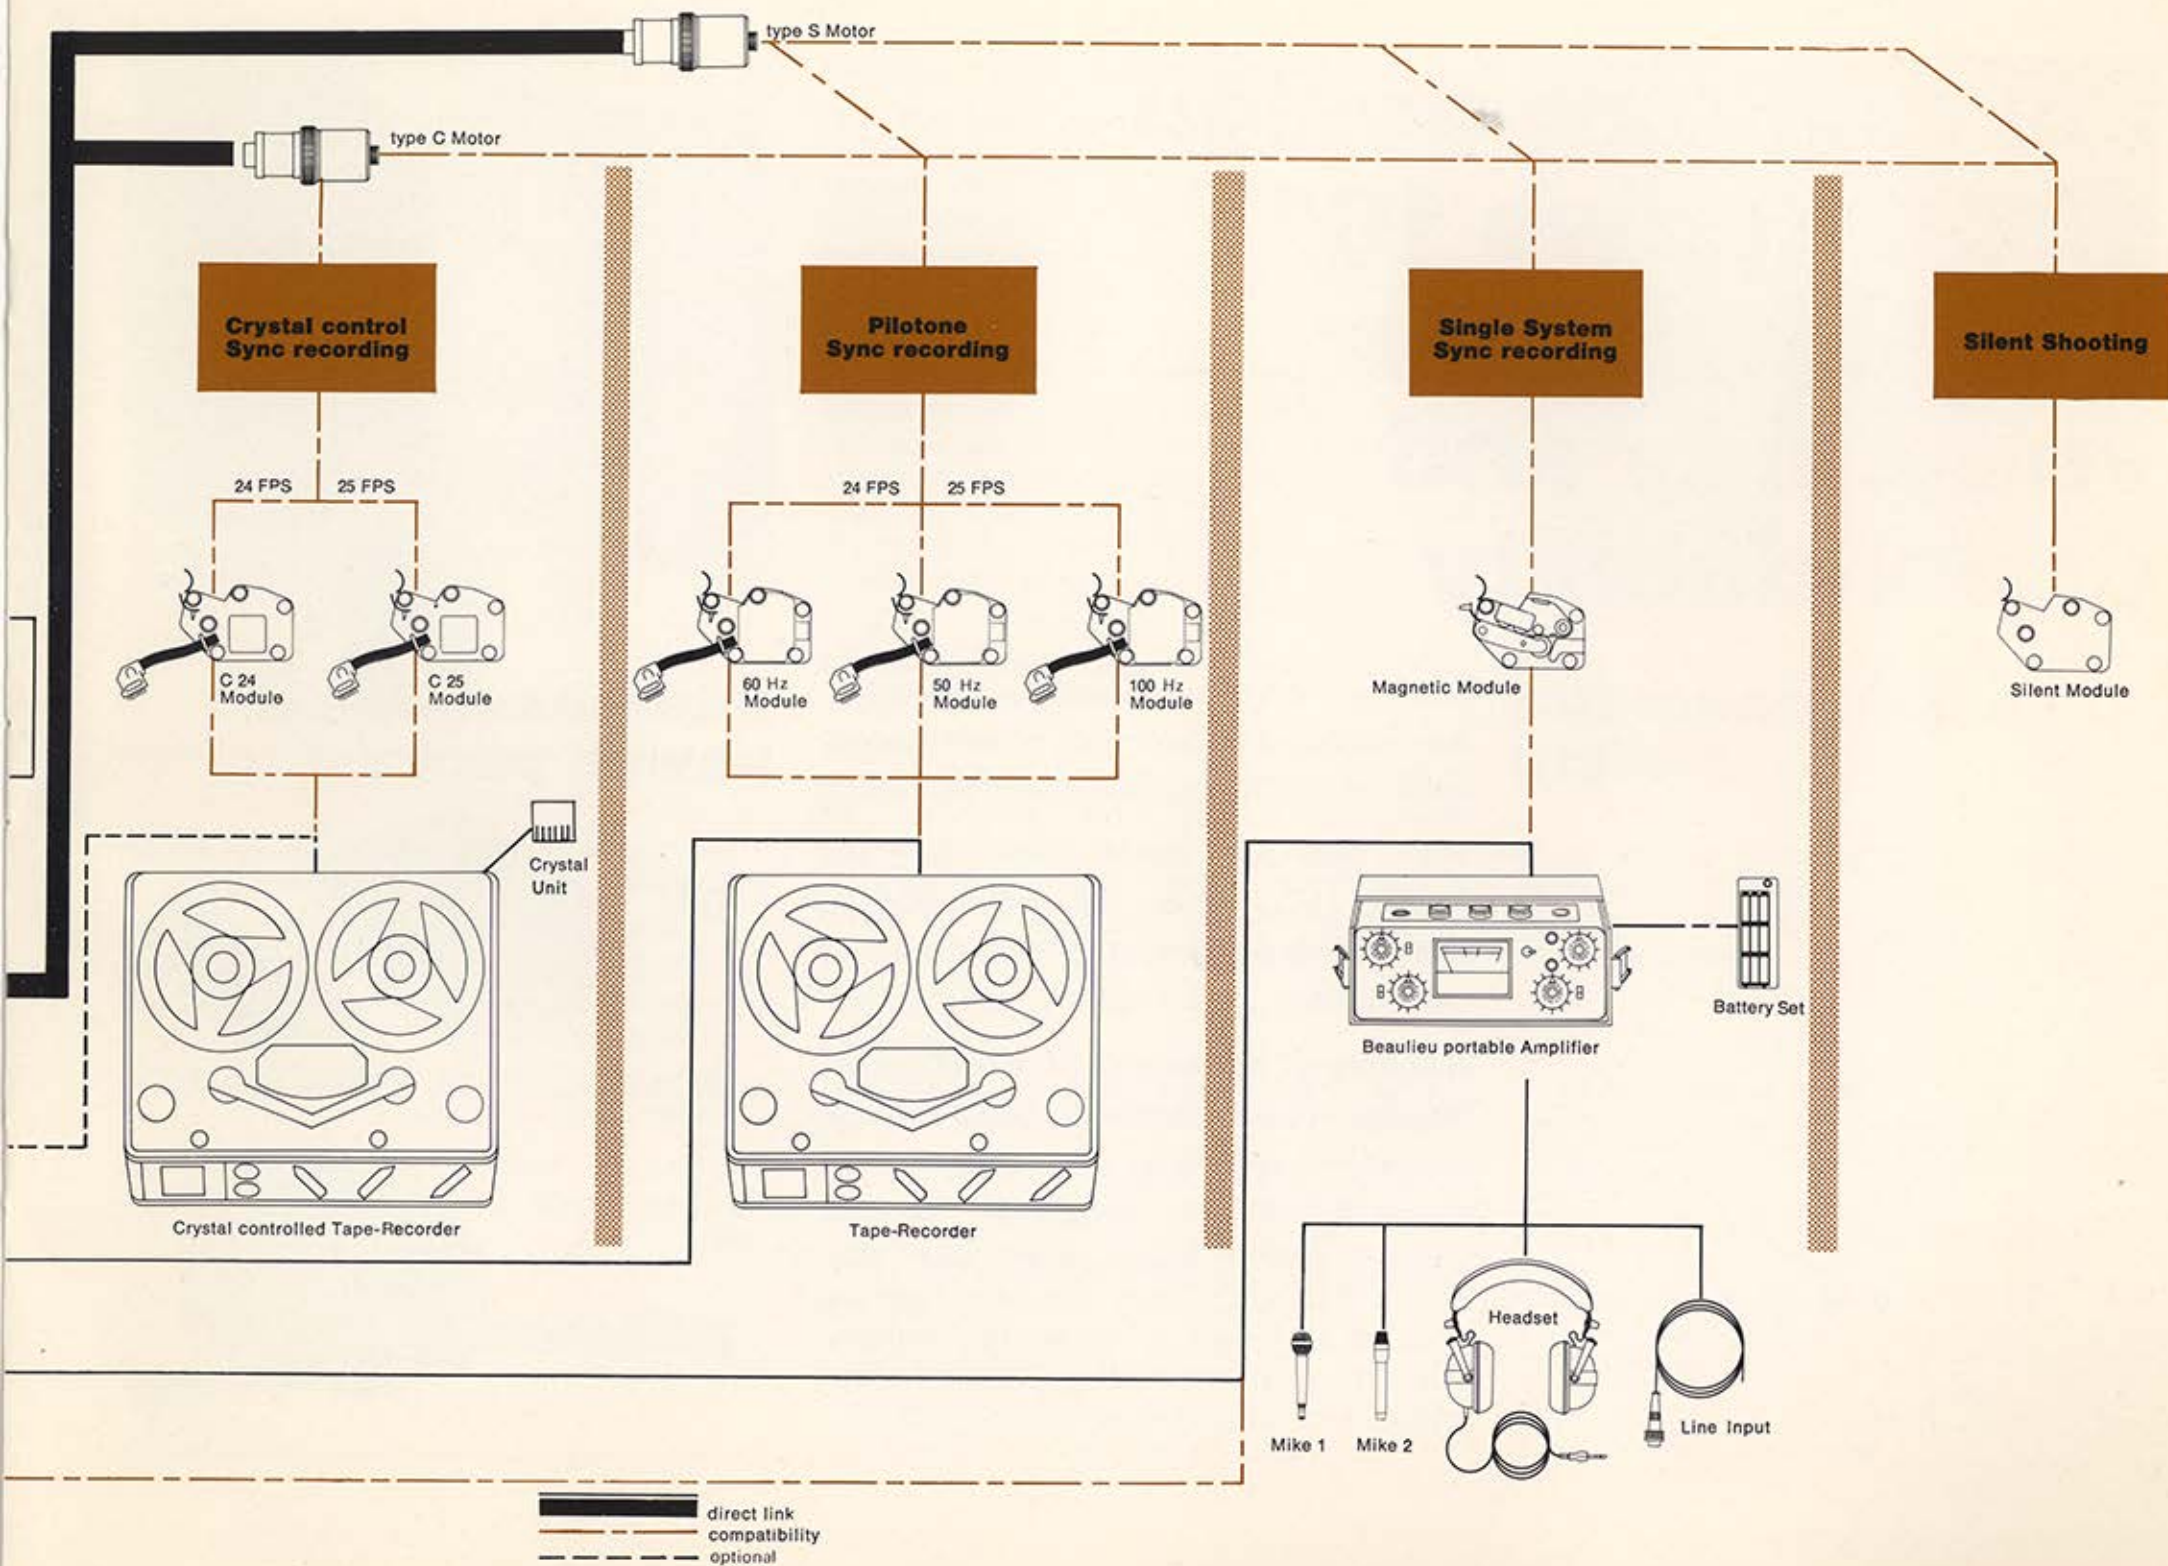 type S Motor
type C Motor
Crystal control
Sync recording
Pilotone
Sync recording
Single System
Sync recording
Silent Shooting
24 FPS
25 FPS
24 FPS
25 FPS
C 24
Module
C 25
Module
60 Hz
Module
50 Hz
Module
100 Hz
Module
Magnetic Module
Silent Module
Crystal
Unit
Battery Set
Beaulieu portable Amplifier
Crystal controlled Tape-Recorder
Tape-Recorder
Headset
Mike 1
Mike 2
Line Input
direct link
compatibility
optional